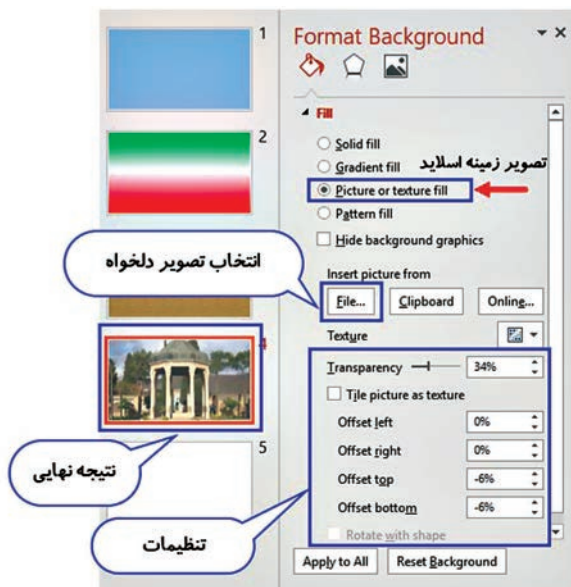 1
2
4
5
Format Background
Fill
Solid fill
Gradient fill
تصویر زمینه اسلاید
Picture or texture fill
Pattern fill
Hide background graphics
انتخاب تصویر دلخواه
Insert picture from
File...
Clipboard
Online...
Texture
Transparency
34%
Tile picture as texture
Offset left
0%
Offset right
0%
Offset top
-6%
Offset bottom
-6%
Rotate with shape
نتیجه نهایی
تنظیمات
Apply to All
Reset Background